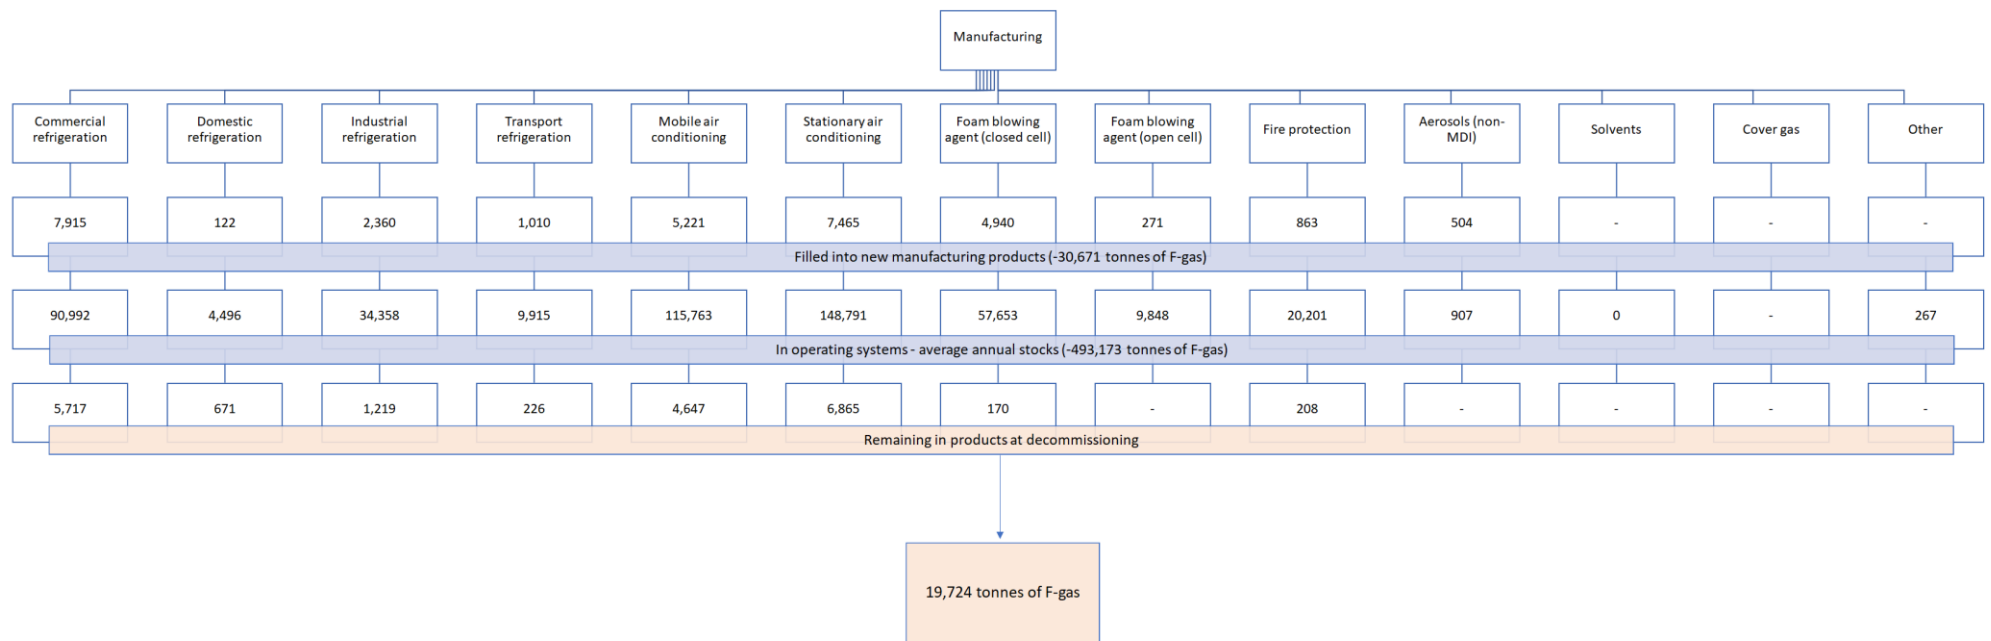 Manufacturing
Commercial
refrigeration
Domestic
refrigeration
Industrial
refrigeration
Transport
refrigeration
Mobile air
conditioning
Stationary air
conditioning
Foam blowing
agent (closed cell)
Foam blowing
agent (open cell)
Fire protection
Aerosols (non-
MDI)
Solvents
Cover gas
Other
7,915
122
2,360
1,010
5,221
7,465
4,940
271
863
504
-
-
-
Filled into new manufacturing products (-30,671 tonnes of F-gas)
90,992
4,496
34,358
9,915
115,763
148,791
57,653
9,848
20,201
907
0
-
267
In operating systems - average annual stocks (-493,173 tonnes of F-gas)
5,717
671
1,219
226
4,647
6,865
170
-
208
-
-
-
-
Remaining in products at decommissioning
19,724 tonnes of F-gas